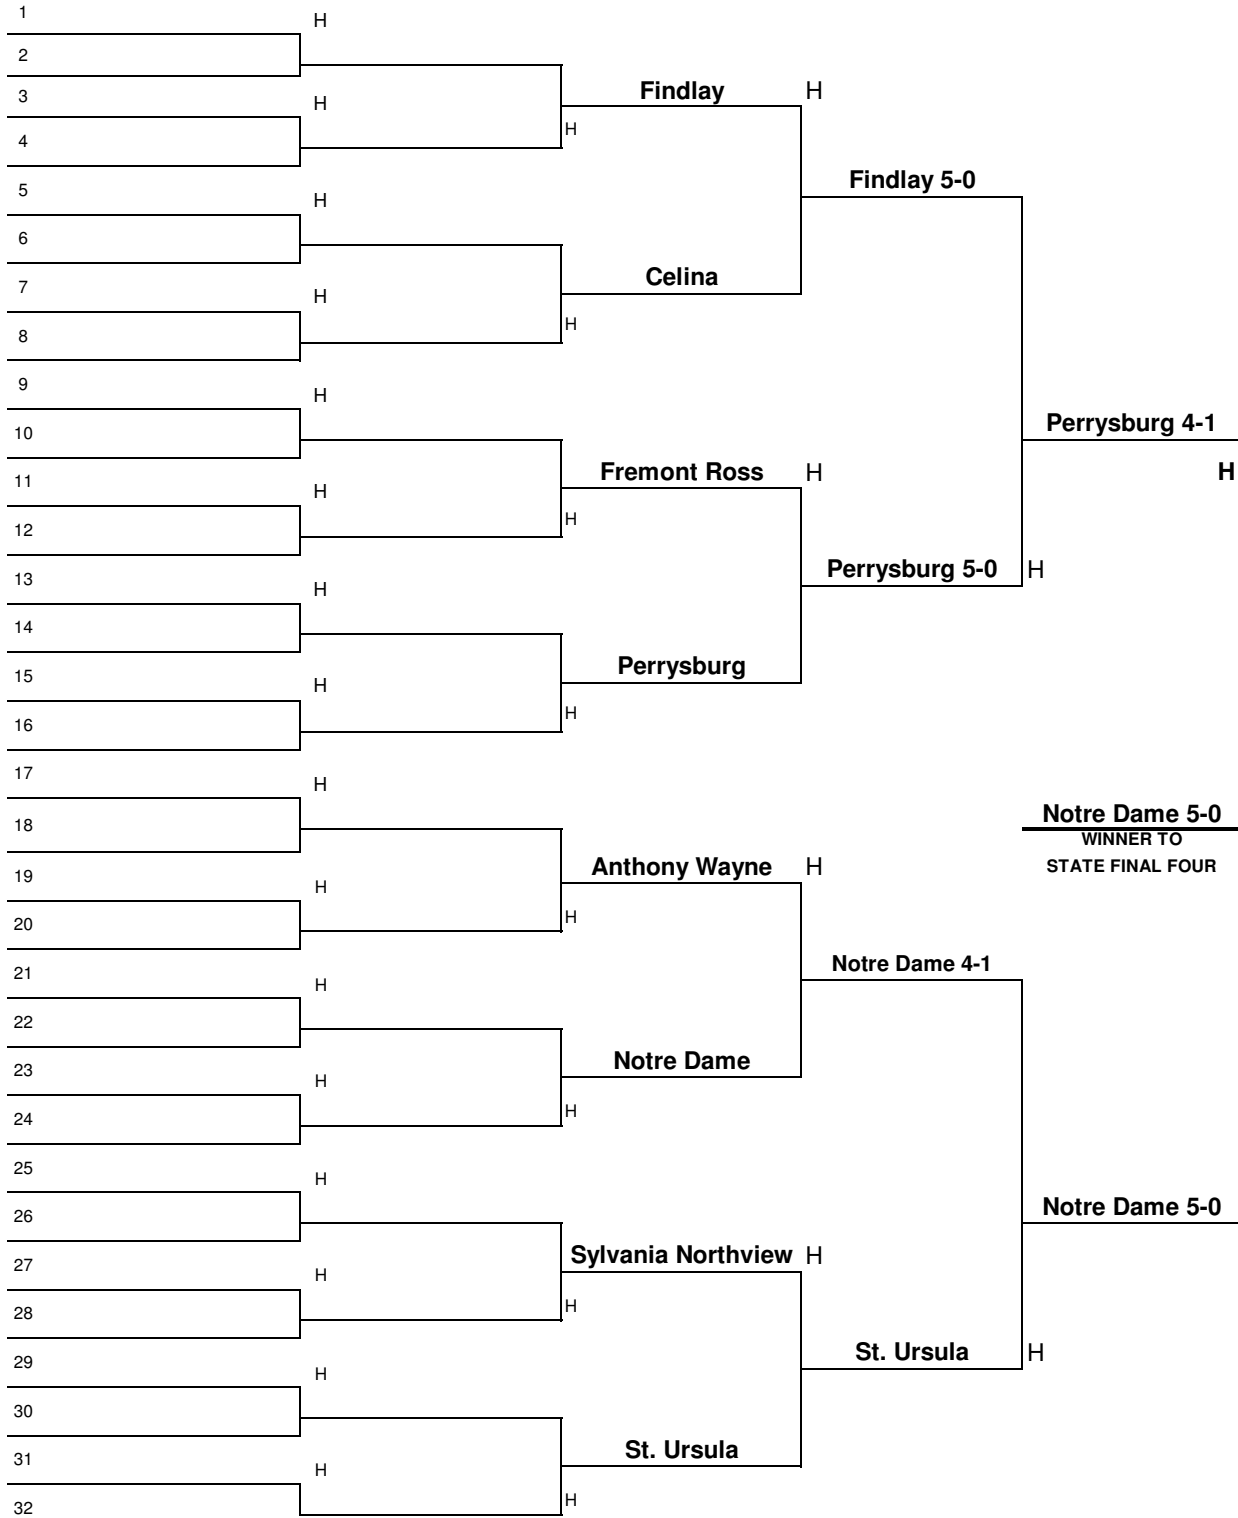 1
H
2
3
Findlay H
H
H
4
Findlay 5-0
5
H
6
Celina
7
H
H
8
9
H
Perrysburg 4-1
10
Fremont Ross H
H
11
H
H
12
Perrysburg 5-0 H
13
H
14
Perrysburg
15
H
H
16
17
H
Notre Dame 5-0
18
WINNER TO
Anthony Wayne H
STATE FINAL FOUR
19
H
H
20
Notre Dame 4-1
21
H
22
Notre Dame
23
H
H
24
25
H
Notre Dame 5-0
26
Sylvania Northview H
27
H
H
28
St. Ursula H
29
H
30
St. Ursula
31
H
H
32